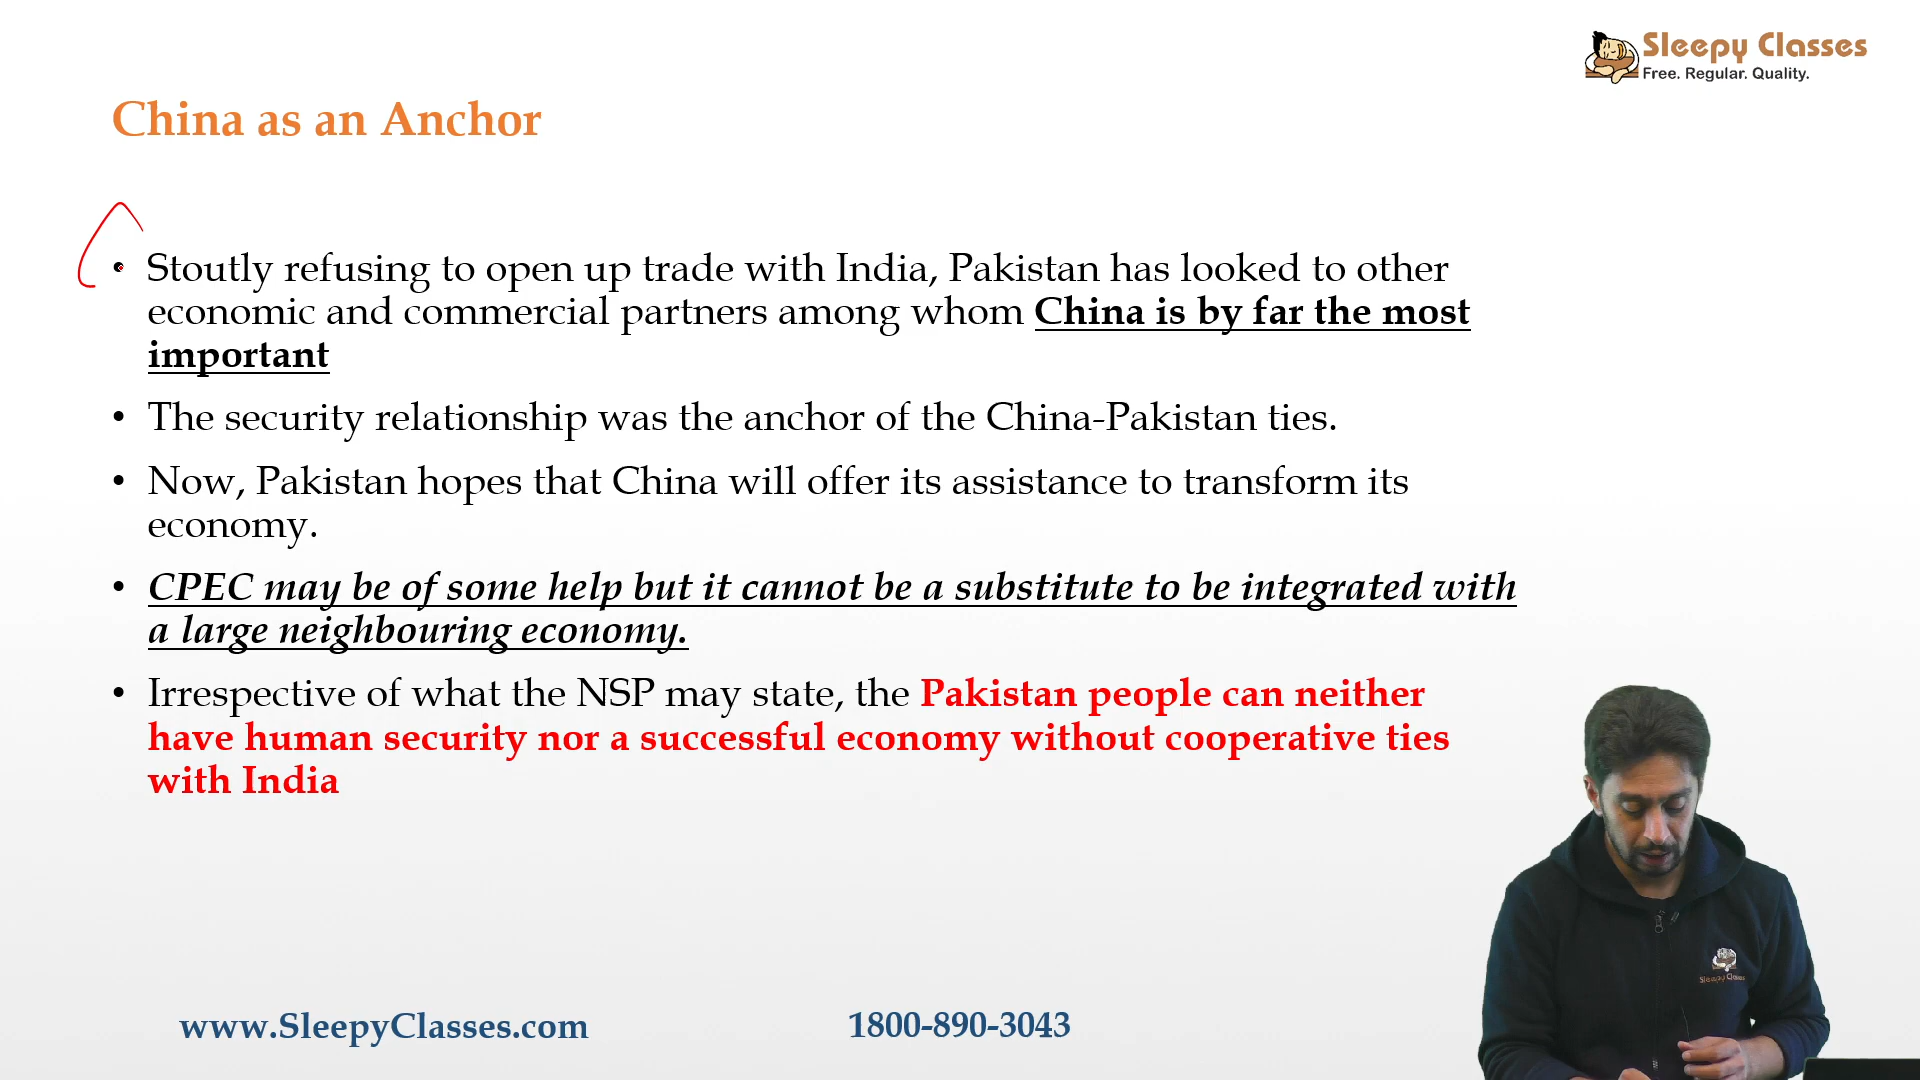 Sleepy Classes
Free. Regular. Quality.
China as an Anchor
• Stoutly refusing to open up trade with India, Pakistan has looked to other
economic and commercial partners among whom China is by far the most
important
• The security relationship was the anchor of the China-Pakistan ties.
• Now, Pakistan hopes that China will offer its assistance to transform its
economy.
• CPEC may be of some help but it cannot be a substitute to be integrated with
a large neighbouring economy.
• Irrespective of what the NSP may state, the Pakistan people can neither
have human security nor a successful economy without cooperative ties
with India
Sleepy Classes
www.SleepyClasses.com
1800-890-3043